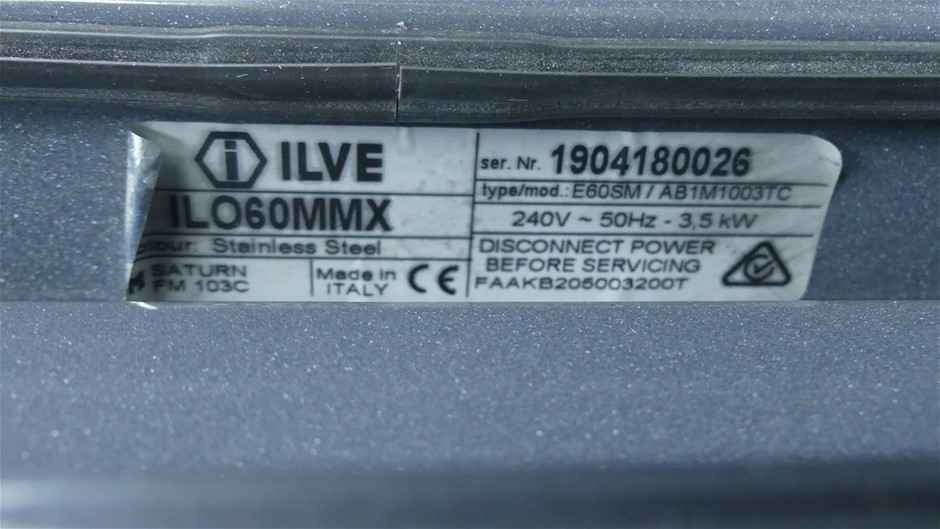 i ILVE
ILO60MMX
olour: Stainless Steel
SATURN
FM 103C
Made in
ITALY
CE
ser. Nr. 1904180026
type/mod.: E60SM / AB1M1003TC
240V ~ 50Hz - 3,5 kW
DISCONNECT POWER
BEFORE SERVICING
FAAKB205003200T